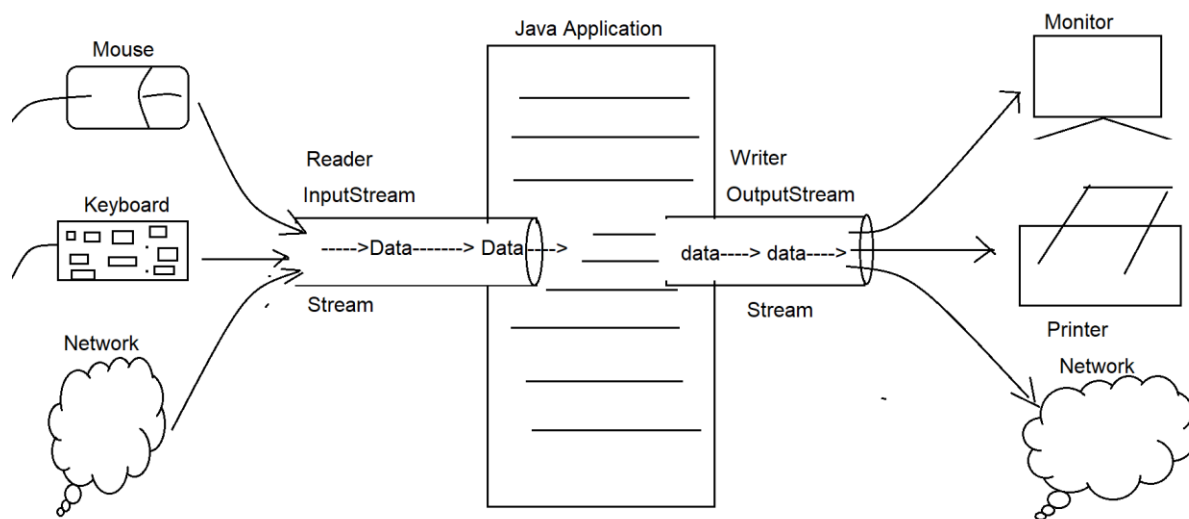 Java Application
Mouse
Monitor
Reader
InputStream
Writer
OutputStream
Keyboard
----->Data-------> Data---->
data----> data---->
Stream
Stream
Network
Printer
Network